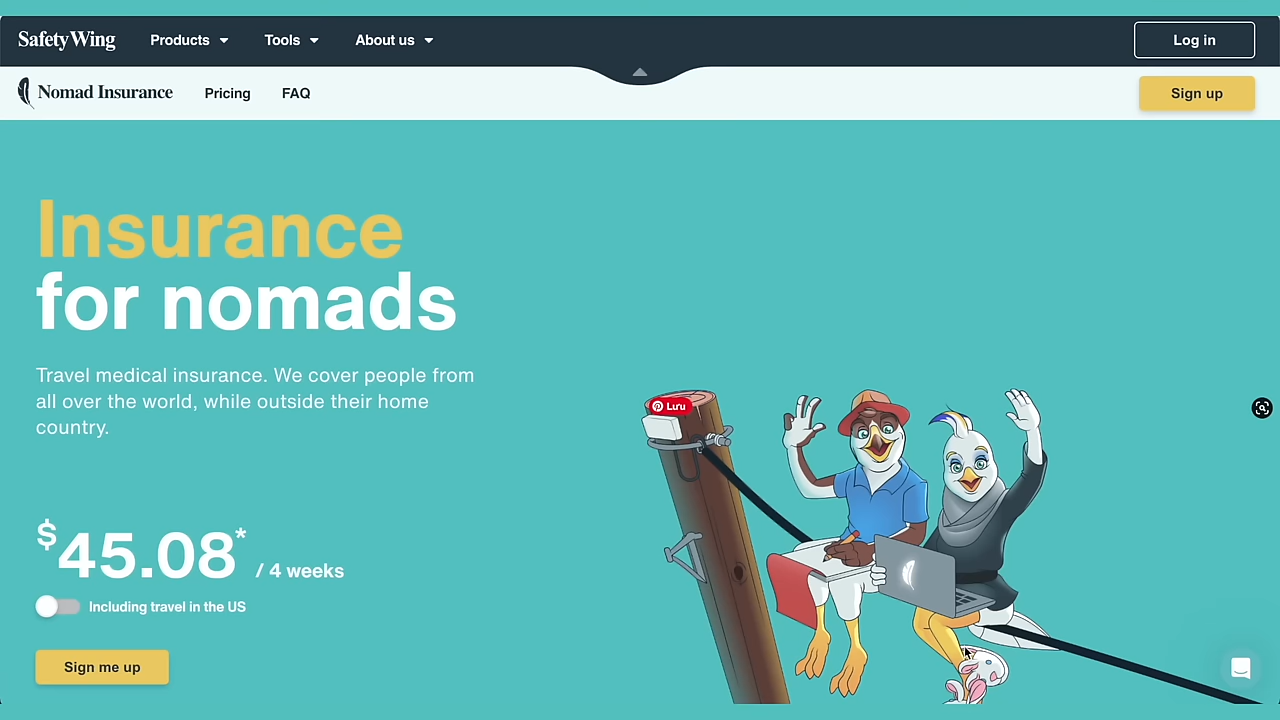 SafetyWing Products Tools About us Log in
Nomad Insurance Pricing FAQ Sign up
Insurance
for nomads
Travel medical insurance. We cover people from
all over the world, while outside their home
country.
Lưu
$45.08* / 4 weeks
Including travel in the US
Sign me up